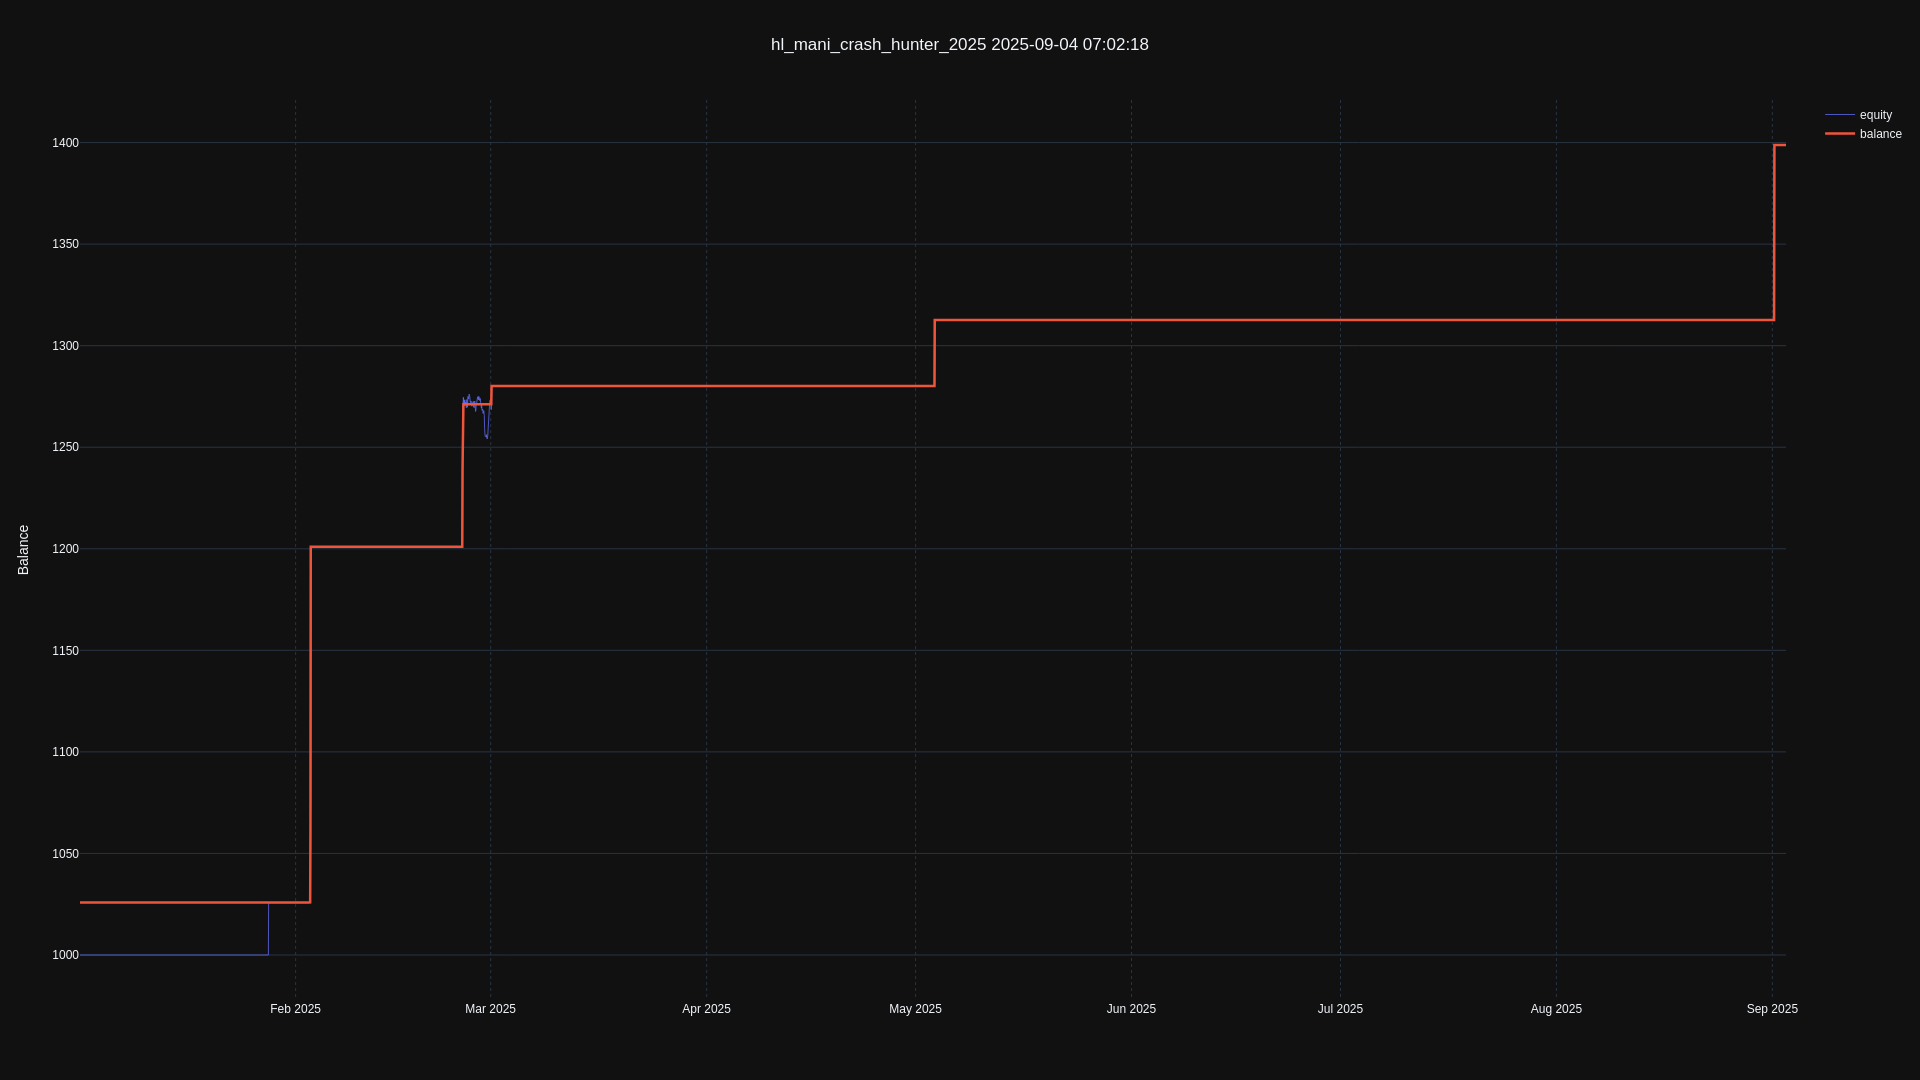 hl_mani_crash_hunter_2025 2025-09-04 07:02:18
equity
balance
1400
1350
1300
1250
1200
1150
1100
1050
1000
Balance
Feb 2025
Mar 2025
Apr 2025
May 2025
Jun 2025
Jul 2025
Aug 2025
Sep 2025